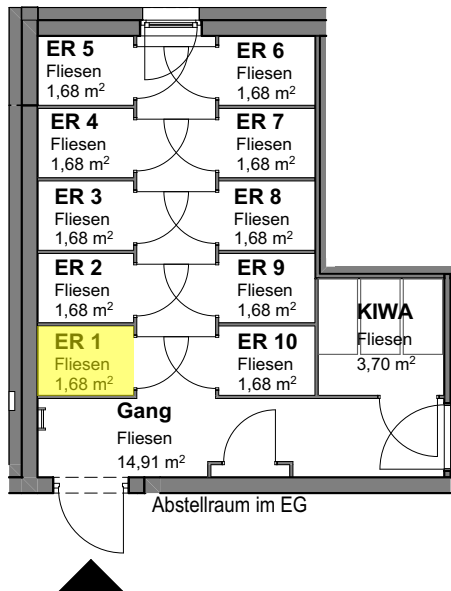 ER 5
Fliesen
1,68 m²
ER 6
Fliesen
1,68 m²
ER 4
Fliesen
1,68 m²
ER 7
Fliesen
1,68 m²
ER 3
Fliesen
1,68 m²
ER 8
Fliesen
1,68 m²
ER 2
Fliesen
1,68 m²
ER 9
Fliesen
1,68 m²
ER 1
Fliesen
1,68 m²
ER 10
Fliesen
1,68 m²
KIWA
Fliesen
3,70 m²
Gang
Fliesen
14,91 m²
Abstellraum im EG